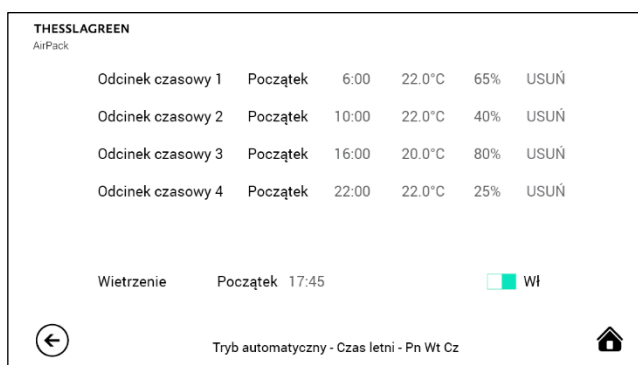 THESSLAGREEN
AirPack
Odcinek czasowy 1 Początek 6:00 22.0°C 65% USUŃ
Odcinek czasowy 2 Początek 10:00 22.0°C 40% USUŃ
Odcinek czasowy 3 Początek 16:00 20.0°C 80% USUŃ
Odcinek czasowy 4 Początek 22:00 22.0°C 25% USUŃ
Wietrzenie Początek 17:45 Wł
Tryb automatyczny - Czas letni - Pn Wt Cz